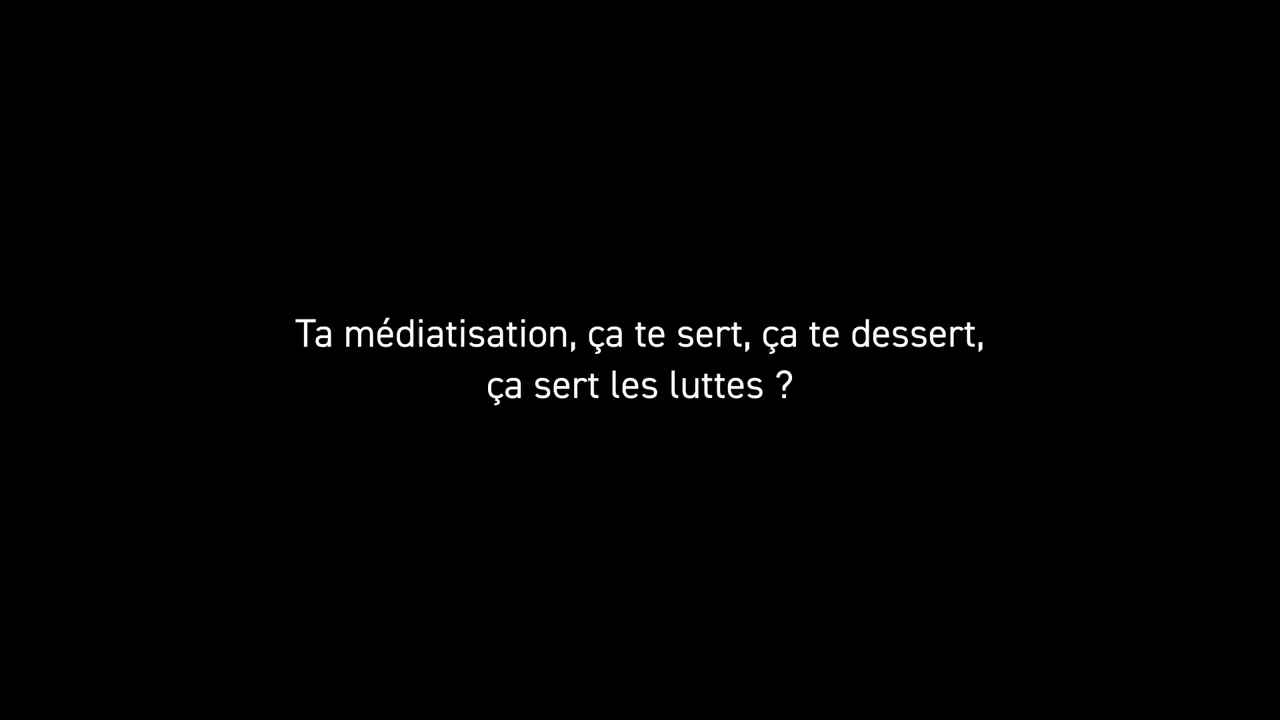 Ta médiatisation, ça te sert, ça te dessert,
ça sert les luttes ?